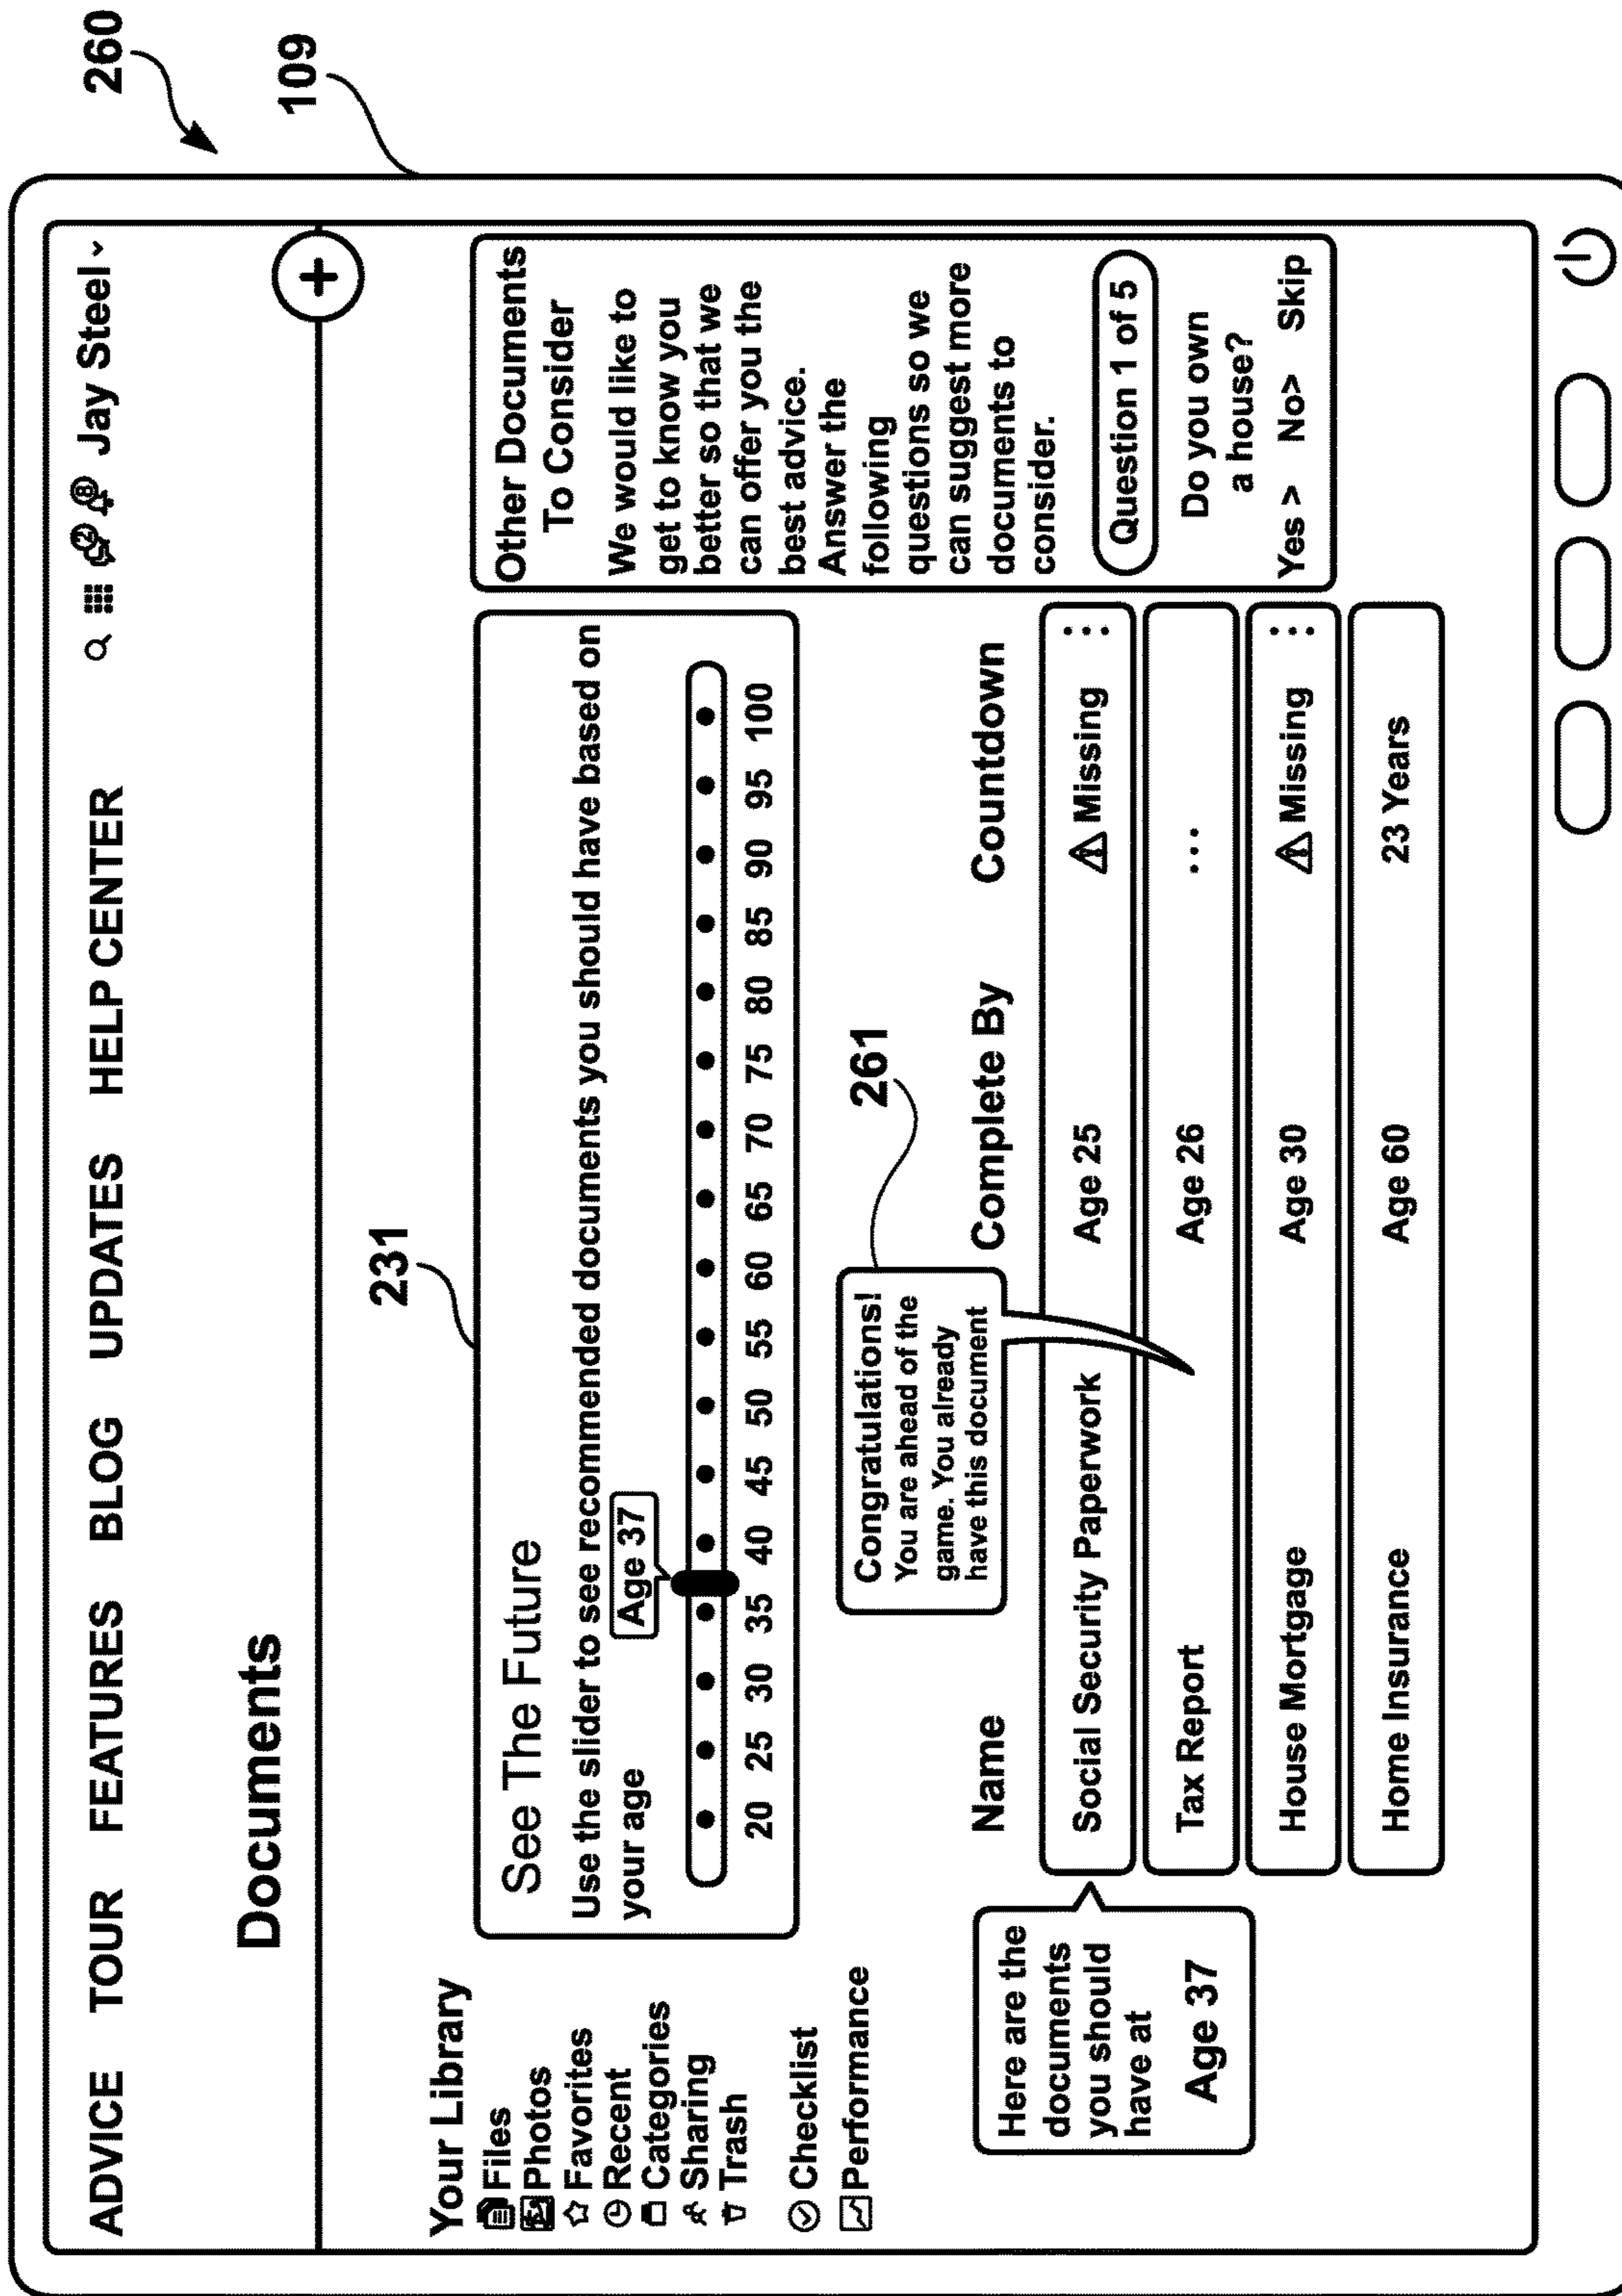 260
109
ADVICE TOUR FEATURES BLOG UPDATES HELP CENTER 2 8 Jay Steel
Documents
+
231
Your Library
Files
Photos
Favorites
Recent
Categories
Sharing
Trash
Checklist
Performance
See The Future
Use the slider to see recommended documents you should have based on
your age
Age 37
20 25 30 35 40 45 50 55 60 65 70 75 80 85 90 95 100
Other Documents
To Consider
We would like to
get to know you
better so that we
can offer you the
best advice.
Answer the
following
questions so we
can suggest more
documents to
consider.
Question 1 of 5
Do you own
a house?
Yes > No> Skip
261
Congratulations!
You are ahead of the
game. You already
have this document
Here are the
documents
you should
have at
Age 37
Name Complete By Countdown
Social Security Paperwork Age 25 Missing
Tax Report Age 26 ...
House Mortgage Age 30 Missing
Home Insurance Age 60 23 Years